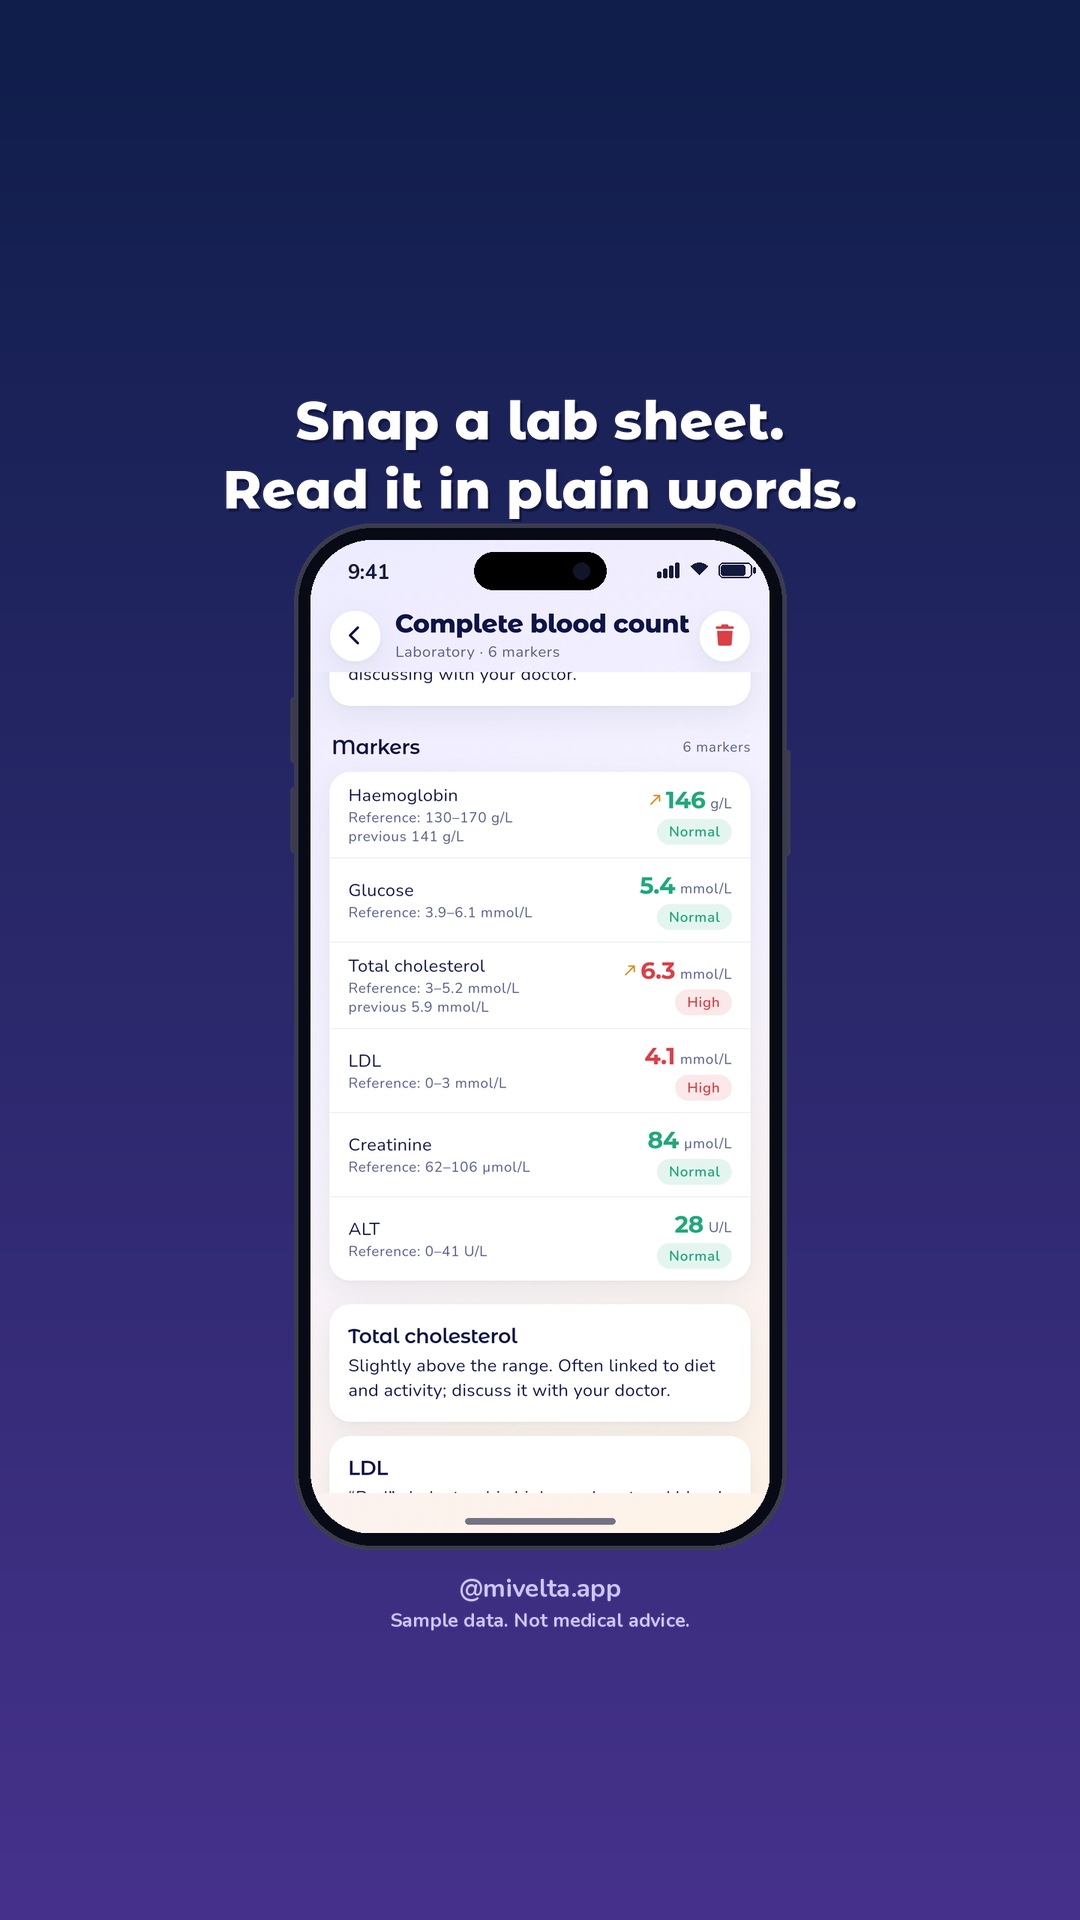 Snap a lab sheet.
Read it in plain words.
9:41
Complete blood count
Laboratory · 6 markers
discussing with your doctor.
Markers
6 markers
Haemoglobin
Reference: 130–170 g/L
previous 141 g/L
↗ 146 g/L
Normal
Glucose
Reference: 3.9–6.1 mmol/L
5.4 mmol/L
Normal
Total cholesterol
Reference: 3–5.2 mmol/L
previous 5.9 mmol/L
↗ 6.3 mmol/L
High
LDL
Reference: 0–3 mmol/L
4.1 mmol/L
High
Creatinine
Reference: 62–106 µmol/L
84 µmol/L
Normal
ALT
Reference: 0–41 U/L
28 U/L
Normal
Total cholesterol
Slightly above the range. Often linked to diet
and activity; discuss it with your doctor.
LDL
@mivelta.app
Sample data. Not medical advice.